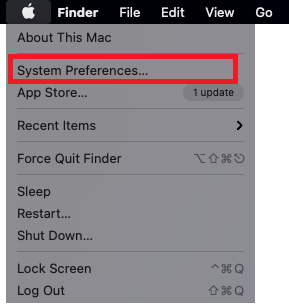 Finder File Edit View Go
About This Mac
System Preferences...
App Store... 1 update
Recent Items
Force Quit Finder ⌥⇧⌘⎋
Sleep
Restart...
Shut Down...
Lock Screen ^⌘Q
Log Out ⇧⌘Q